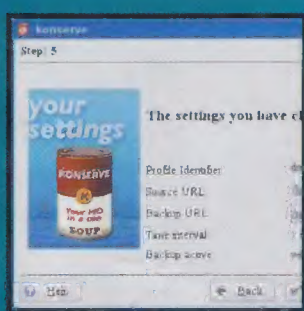 konserve
Step 5
your
settings
The settings you have
KONSERVE
Your HD
in a can
SOUP
Profile Identifier
Source URL
Backup URL
Time interval
Backup active
Help
Back